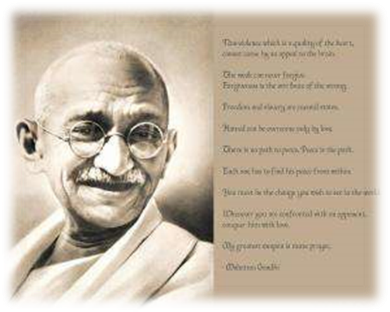 Nonviolence which is a quality of the heart,
cannot come by an appeal to the brain.
The weak can never forgive.
Forgiveness is the attribute of the strong.
Freedom and slavery are mental states.
Hatred can be overcome only by love.
There is no path to peace. Peace is the path.
Each one has to find his peace from within.
You must be the change you wish to see in the world
Whenever you are confronted with an opponent,
conquer him with love.
My greatest weapon is mute prayer.
- Mahatma Gandhi